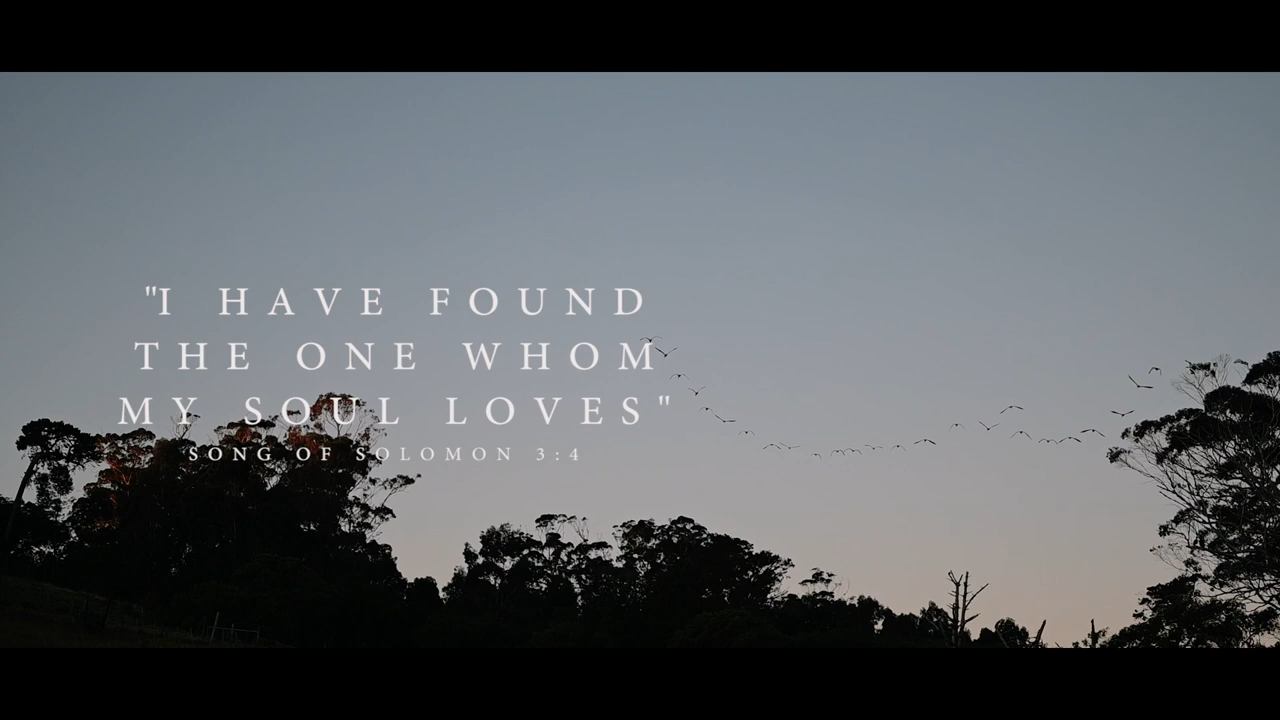 "I HAVE FOUND
THE ONE WHOM
MY SOUL LOVES"
SONG OF SOLOMON 3:4